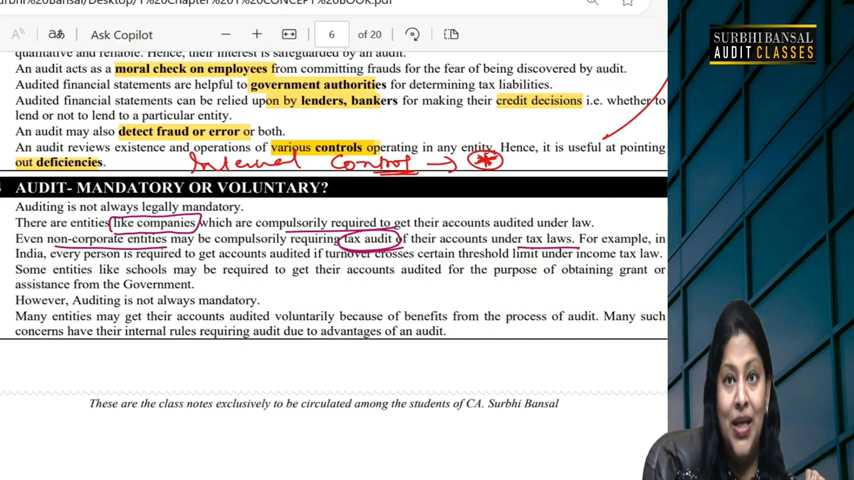 Surbhi Bansal/Desktop/1 Chapter 1 CONCEPT BOOK.pdf
Ask Copilot
6 of 20
SURBHI BANSAL
AUDIT CLASSES
qualitative and reliable. Hence, their interest is safeguarded by an audit.
An audit acts as a moral check on employees from committing frauds for the fear of being discovered by audit.
Audited financial statements are helpful to government authorities for determining tax liabilities.
Audited financial statements can be relied upon by lenders, bankers for making their credit decisions i.e. whether to
lend or not to lend to a particular entity.
An audit may also detect fraud or error or both.
An audit reviews existence and operations of various controls operating in any entity. Hence, it is useful at pointing
out deficiencies.
Internal Control →
AUDIT- MANDATORY OR VOLUNTARY?
Auditing is not always legally mandatory.
There are entities like companies which are compulsorily required to get their accounts audited under law.
Even non-corporate entities may be compulsorily requiring tax audit of their accounts under tax laws. For example, in
India, every person is required to get accounts audited if turnover crosses certain threshold limit under income tax law.
Some entities like schools may be required to get their accounts audited for the purpose of obtaining grant or
assistance from the Government.
However, Auditing is not always mandatory.
Many entities may get their accounts audited voluntarily because of benefits from the process of audit. Many such
concerns have their internal rules requiring audit due to advantages of an audit.
These are the class notes exclusively to be circulated among the students of CA. Surbhi Bansal